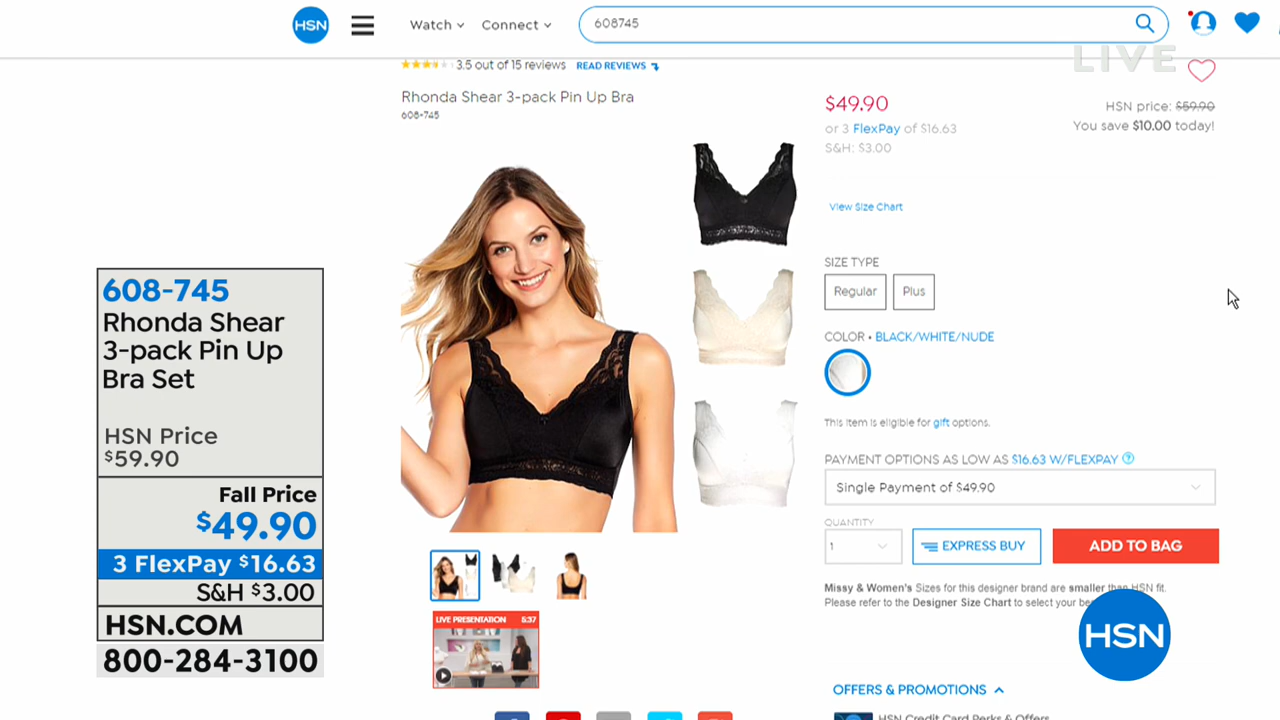 HSN
Watch
Connect
608745
LIVE
3.5 out of 15 reviews READ REVIEWS
Rhonda Shear 3-pack Pin Up Bra
608-745
$49.90
HSN price: $59.90
or 3 FlexPay of $16.63
You save $10.00 today!
S&H: $3.00
View Size Chart
SIZE TYPE
Regular
Plus
COLOR • BLACK/WHITE/NUDE
This item is eligible for gift options.
PAYMENT OPTIONS AS LOW AS $16.63 W/FLEXPAY ?
Single Payment of $49.90
QUANTITY
1
EXPRESS BUY
ADD TO BAG
Missy & Women's Sizes for this designer brand are smaller than HSN fit.
Please refer to the Designer Size Chart to select your
HSN
OFFERS & PROMOTIONS
HSN Credit Card Perks & Offers
LIVE PRESENTATION 5:37
608-745
Rhonda Shear
3-pack Pin Up
Bra Set
HSN Price
$59.90
Fall Price
$49.90
3 FlexPay $16.63
S&H $3.00
HSN.COM
800-284-3100